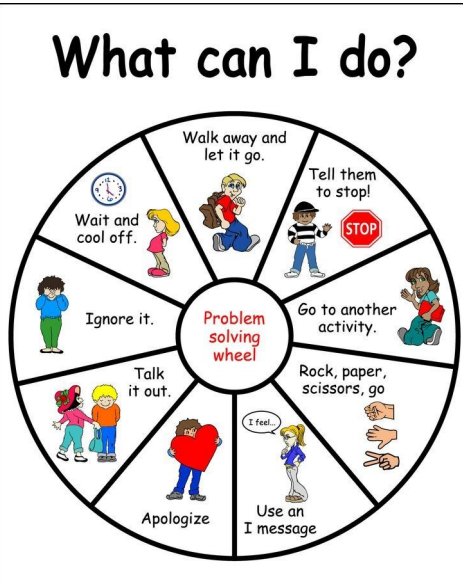 What can I do?
Walk away and
let it go.
Tell them
to stop!
STOP
Go to another
activity.
Rock, paper,
scissors, go
I feel...
Use an
I message
Apologize
Talk
it out.
Ignore it.
Wait and
cool off.
Problem
solving
wheel